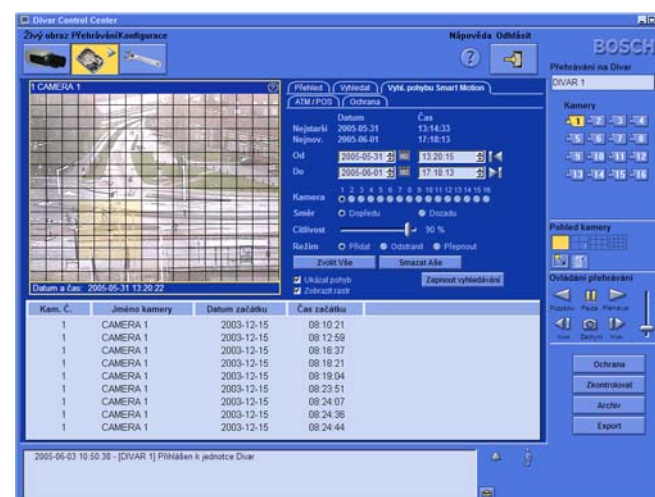 Divar Control Center
Živý obraz Přehrávání Konfigurace
Nápověda Odhlásit
BOSCH
Přehrávání na Divar
DIVAR 1
Kamery
1 2 3 4
5 6 7 8
9 10 11 12
13 14 15 16
1 CAMERA 1
Přehled Vyhledat Vyhl. pohybu Smart Motion
ATM / POS Ochrana
Datum Čas
Nejstarší 2005-05-31 13:14:33
Nejnov. 2005-06-01 17:18:13
Od 2005-05-31 13:20:15
Do 2005-06-01 17:18:13
1 2 3 4 5 6 7 8 9 10 11 12 13 14 15 16
Kamera
Směr Dopředu Dozadu
Citlivost 90 %
Režim Přidat Odstranit Přepnout
Zvolit Vše Smazat Aše
Ukázat pohyb Zapnout vyhledávání
Zobrazit rastr
Datum a čas: 2005-05-31 13:20:22
Pohled kamery
Ovládání přehrávání
Pauza
Krok Zachytit Krok
Ochrana
Zkontrolovat
Archiv
Export
Kam. Č. Jméno kamery Datum začátku Čas začátku
1 CAMERA 1 2003-12-15 08:10:21
1 CAMERA 1 2003-12-15 08:12:59
1 CAMERA 1 2003-12-15 08:16:37
1 CAMERA 1 2003-12-15 08:18:21
1 CAMERA 1 2003-12-15 08:19:04
1 CAMERA 1 2003-12-15 08:23:51
1 CAMERA 1 2003-12-15 08:24:07
1 CAMERA 1 2003-12-15 08:24:36
1 CAMERA 1 2003-12-15 08:24:44
2005-06-03 10:50:38 - [DIVAR 1] Přihlášen k jednotce Divar